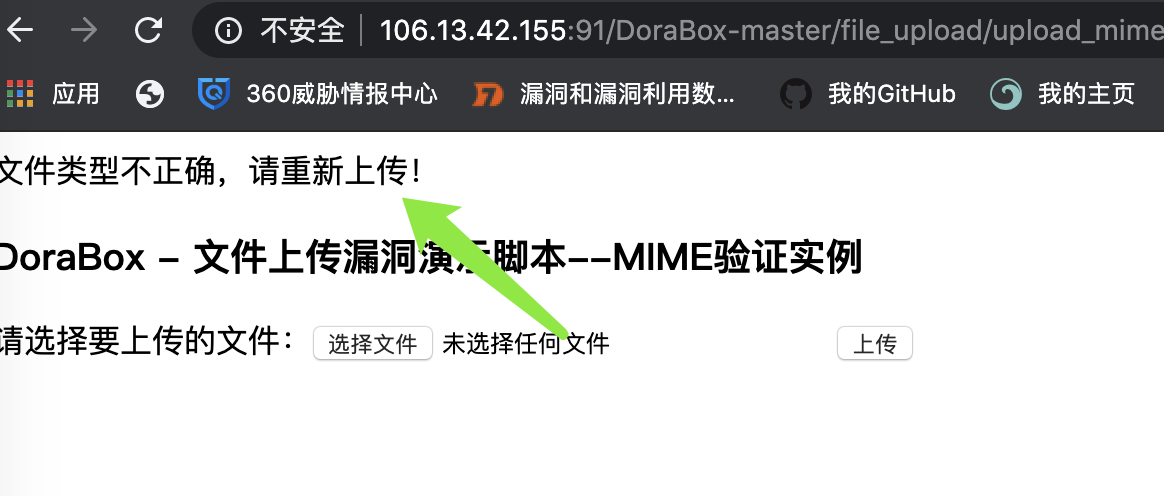 不安全 106.13.42.155:91/DoraBox-master/file_upload/upload_mime
应用 360威胁情报中心 漏洞和漏洞利用数... 我的GitHub 我的主页
文件类型不正确，请重新上传！
DoraBox - 文件上传漏洞演示脚本--MIME验证实例
请选择要上传的文件： 选择文件 未选择任何文件 上传